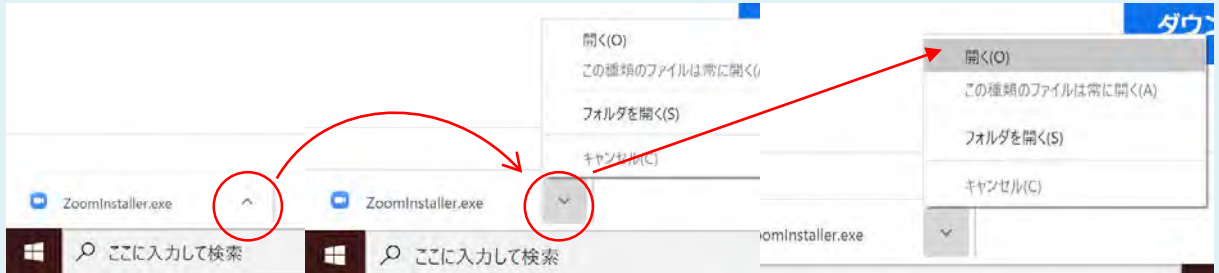 ZoomInstaller.exe
ここに入力して検索
開く(O)
この種類のファイルは常に開く(
フォルダを開く(S)
キャンセル(C)
ZoomInstaller.exe
ここに入力して検索
ダウン
開く(O)
この種類のファイルは常に開く(A)
フォルダを開く(S)
キャンセル(C)
omInstaller.exe